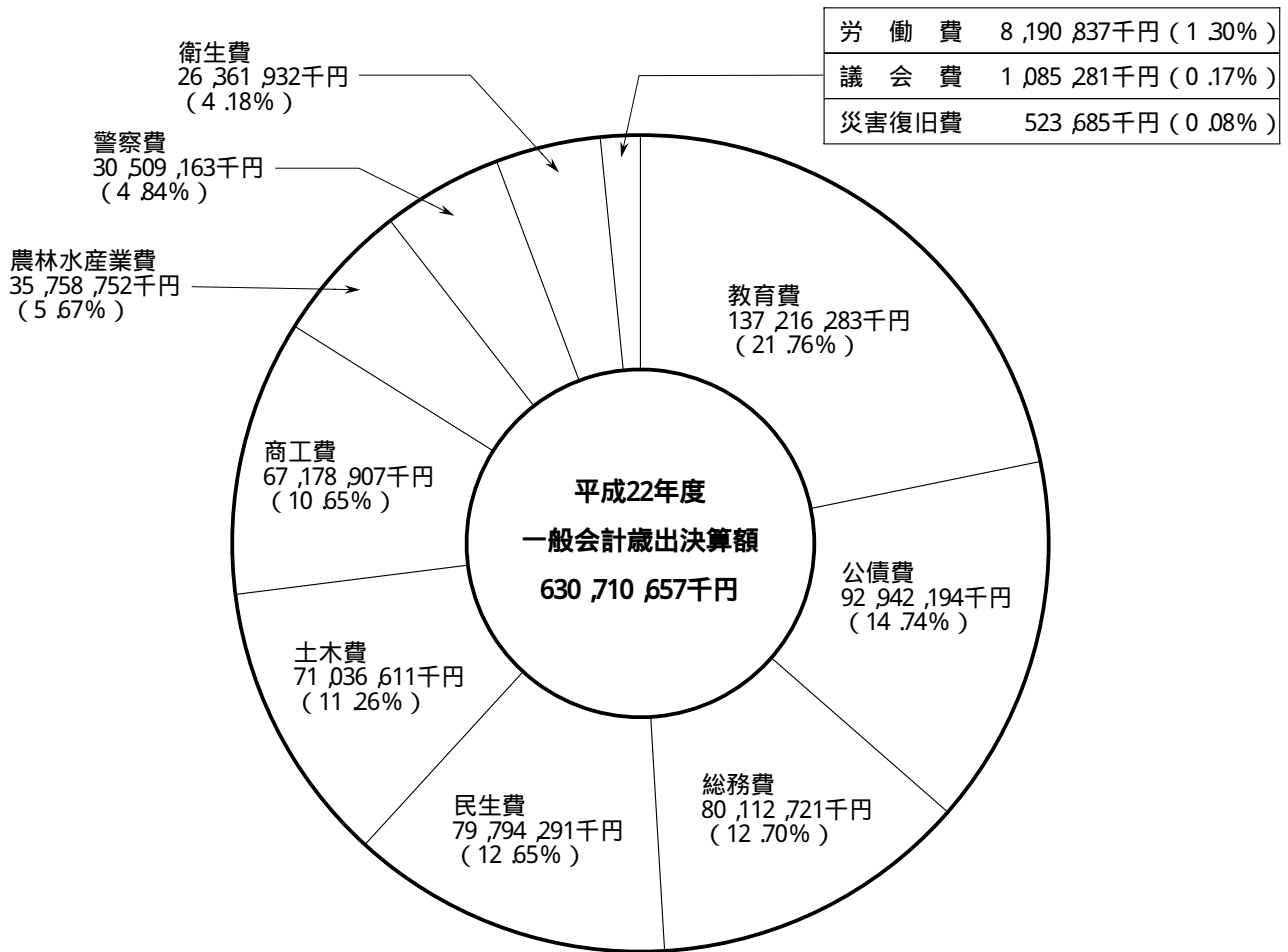 労働費 8,190,837千円(1.30%)
議会費 1,085,281千円(0.17%)
災害復旧費 523,685千円(0.08%)
衛生費
26,361,932千円
(4.18%)
警察費
30,509,163千円
(4.84%)
農林水産業費
35,758,752千円
(5.67%)
教育費
137,216,283千円
(21.76%)
商工費
67,178,907千円
(10.65%)
平成22年度
一般会計歳出決算額
630,710,657千円
公債費
92,942,194千円
(14.74%)
土木費
71,036,611千円
(11.26%)
総務費
80,112,721千円
(12.70%)
民生費
79,794,291千円
(12.65%)